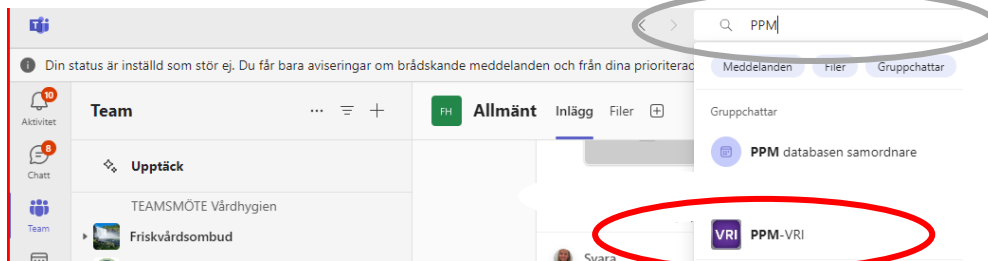 PPM
Din status är inställd som stör ej. Du får bara aviseringar om brådskande meddelanden och från dina prioriterad
Meddelanden Filer Gruppchattar
10
Aktivitet
Team
FH Allmänt Inlägg Filer
Gruppchattar
8
Chatt
Upptäck
PPM databasen samordnare
TEAMSMÖTE Vårdhygien
Team
Friskvårdsombud
VRI PPM-VRI
Svara